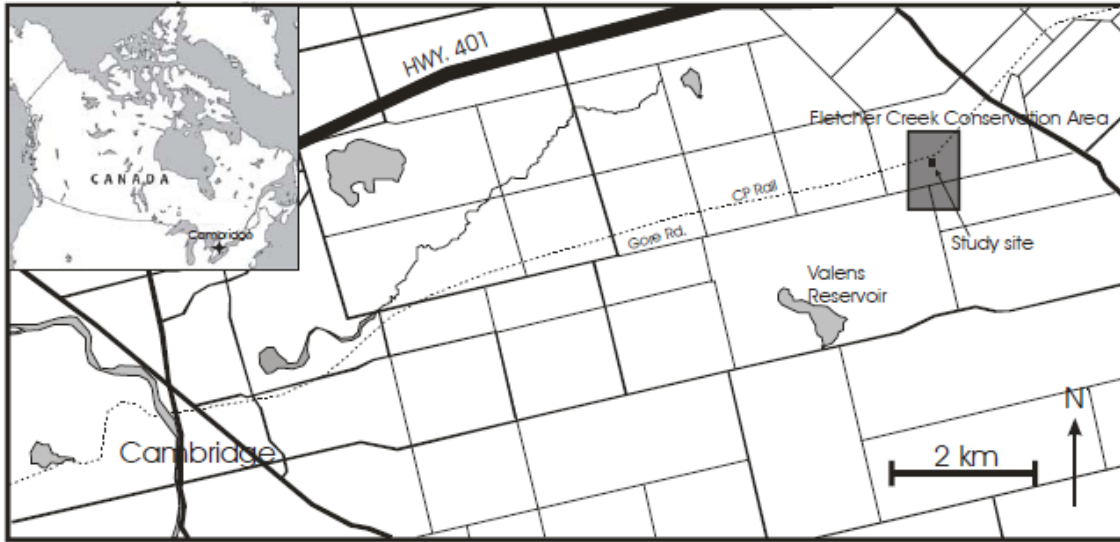 HWY. 401
Fletcher Creek Conservation Area
CANADA
CP Rail
Gore Rd.
Cambridge
Study site
Valens
Reservoir
N
Cambridge
2 km